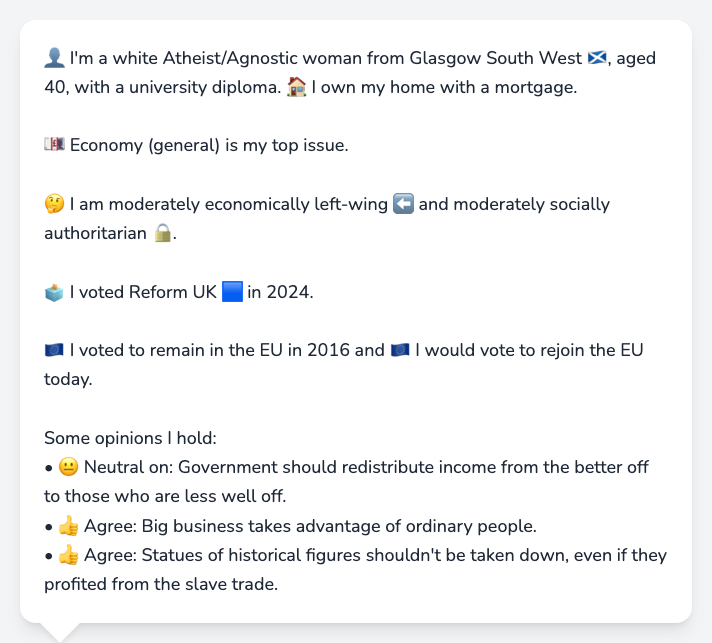 👤 I'm a white Atheist/Agnostic woman from Glasgow South West 🏴󠁧󠁢󠁳󠁣󠁴󠁿, aged
40, with a university diploma. 🏠 I own my home with a mortgage.
💷 Economy (general) is my top issue.
🤔 I am moderately economically left-wing ⬅️ and moderately socially
authoritarian 🔒.
🗳️ I voted Reform UK 🟦 in 2024.
🇪🇺 I voted to remain in the EU in 2016 and 🇪🇺 I would vote to rejoin the EU
today.
Some opinions I hold:
• 😐 Neutral on: Government should redistribute income from the better off
to those who are less well off.
• 👍 Agree: Big business takes advantage of ordinary people.
• 👍 Agree: Statues of historical figures shouldn't be taken down, even if they
profited from the slave trade.